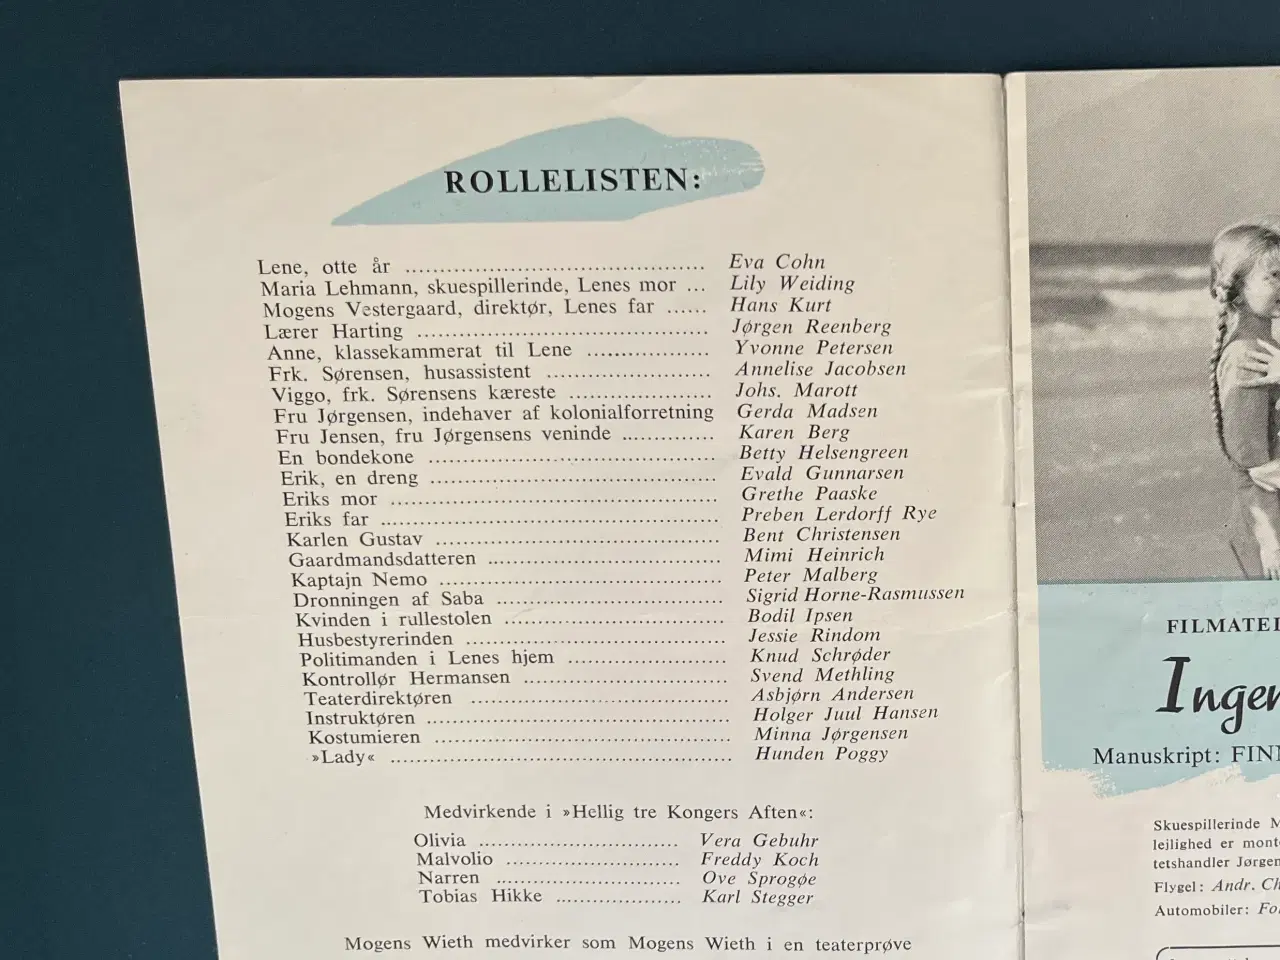 ROLLELISTEN:
Lene, otte år ........................................... Eva Cohn
Maria Lehmann, skuespillerinde, Lenes mor ... Lily Weiding
Mogens Vestergaard, direktør, Lenes far ...... Hans Kurt
Lærer Harting .......................................... Jørgen Reenberg
Anne, klassekammerat til Lene .................. Yvonne Petersen
Frk. Sørensen, husassistent ........................ Annelise Jacobsen
Viggo, frk. Sørensens kæreste ..................... Johs. Marott
Fru Jørgensen, indehaver af kolonialforretning Gerda Madsen
Fru Jensen, fru Jørgensens veninde .............. Karen Berg
En bondekone .......................................... Betty Helsengreen
Erik, en dreng .......................................... Evald Gunnarsen
Eriks mor ................................................ Grethe Paaske
Eriks far ................................................. Preben Lerdorff Rye
Karlen Gustav .......................................... Bent Christensen
Gaardmandsdatteren .................................. Mimi Heinrich
Kaptajn Nemo .......................................... Peter Malberg
Dronningen af Saba ................................. Sigrid Horne-Rasmussen
Kvinden i rullestolen ................................ Bodil Ipsen
Husbestyrerinden ...................................... Jessie Rindom
Politimanden i Lenes hjem ....................... Knud Schrøder
Kontrollør Hermansen .............................. Svend Methling
Teaterdirektøren ...................................... Asbjørn Andersen
Instruktøren ............................................ Holger Juul Hansen
Kostumieren ........................................... Minna Jørgensen
»Lady« .................................................. Hunden Poggy
Medvirkende i »Hellig tre Kongers Aften«:
Olivia ................................ Vera Gebuhr
Malvolio ............................ Freddy Koch
Narren .............................. Ove Sprogøe
Tobias Hikke ..................... Karl Stegger
Mogens Wieth medvirker som Mogens Wieth i en teaterprøve
Manuskript:
Skuespillerinde
lejlighed er
Flygel: Andr.
Automobiler: